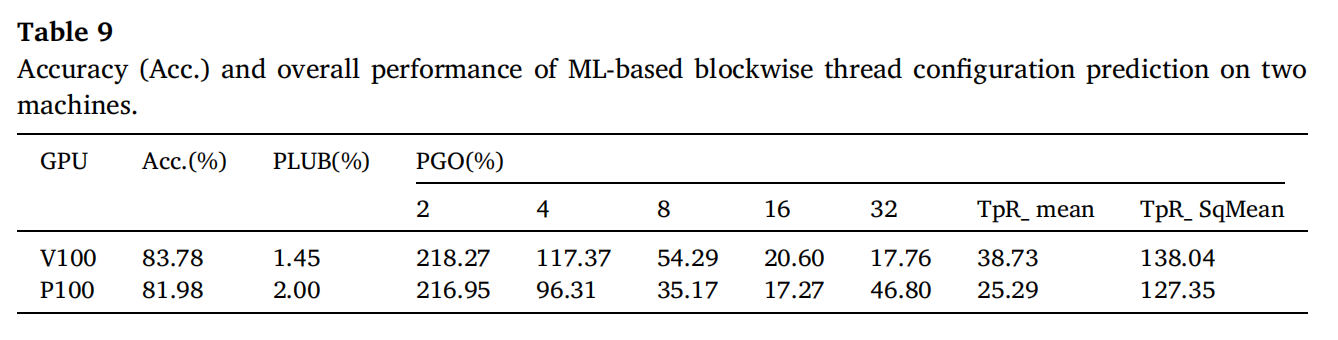 Table 9
Accuracy (Acc.) and overall performance of ML-based blockwise thread configuration prediction on two
machines.
GPU Acc.(%) PLUB(%) PGO(%)
2 4 8 16 32 TpR_ mean TpR_ SqMean
V100 83.78 1.45 218.27 117.37 54.29 20.60 17.76 38.73 138.04
P100 81.98 2.00 216.95 96.31 35.17 17.27 46.80 25.29 127.35